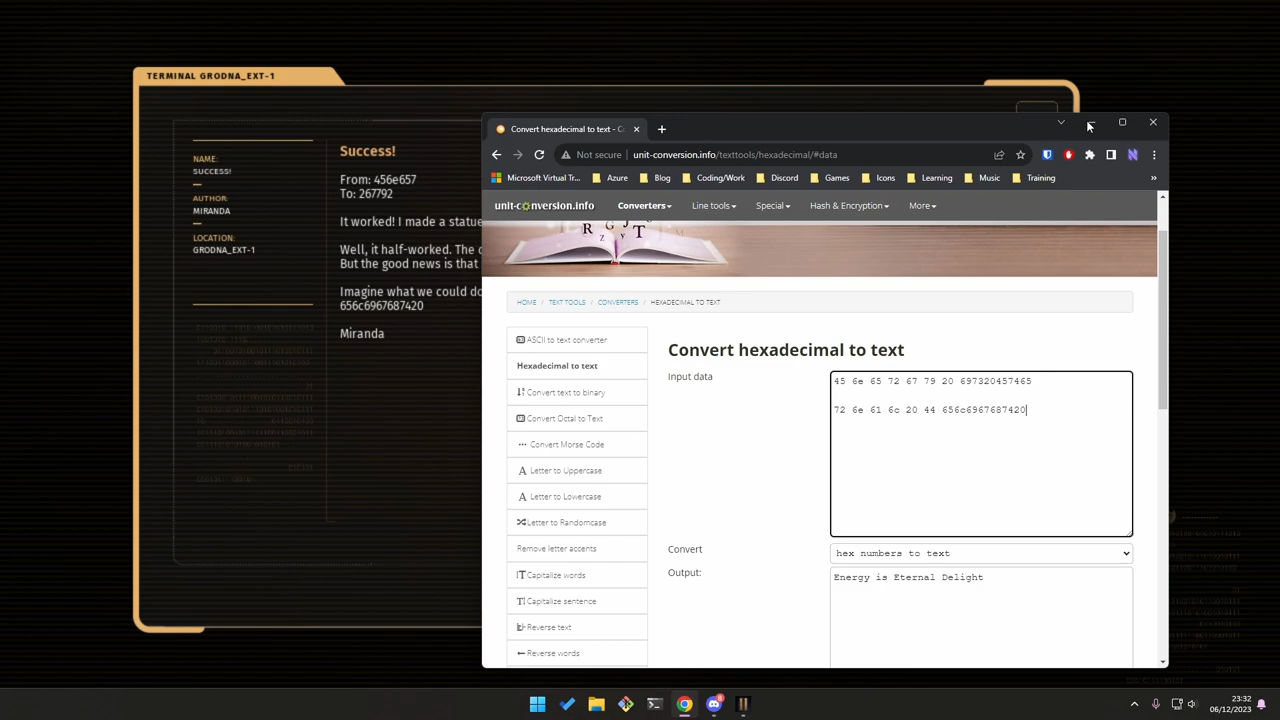 TERMINAL GRODNA_EXT-1
NAME:
SUCCESS!
AUTHOR:
MIRANDA
LOCATION:
GRODNA_EXT-1
Success!
From: 456e657
To: 267792
It worked! I made a statue
Well, it half-worked. The
But the good news is that
Imagine what we could do
656c6967687420
Miranda
Convert hexadecimal to text - Co
Not secure
unit-conversion.info/texttools/hexadecimal/#data
Microsoft Virtual Tr...
Azure
Blog
Coding/Work
Discord
Games
Icons
Learning
Music
Training
»
unit-conversion.info
Converters
Line tools
Special
Hash & Encryption
More
R G J T
Z Y
HOME / TEXT TOOLS / CONVERTERS / HEXADECIMAL TO TEXT
ASCII to text converter
Hexadecimal to text
Convert text to binary
Convert Octal to Text
Convert Morse Code
Letter to Uppercase
Letter to Lowercase
Letter to Randomcase
Remove letter accents
Capitalize words
Capitalize sentence
Reverse text
Reverse words
Convert hexadecimal to text
Input data
45 6e 65 72 67 79 20 697320457465
72 6e 61 6c 20 44 656c6967687420
Convert
hex numbers to text
Output:
Energy is Eternal Delight
23:32
06/12/2023